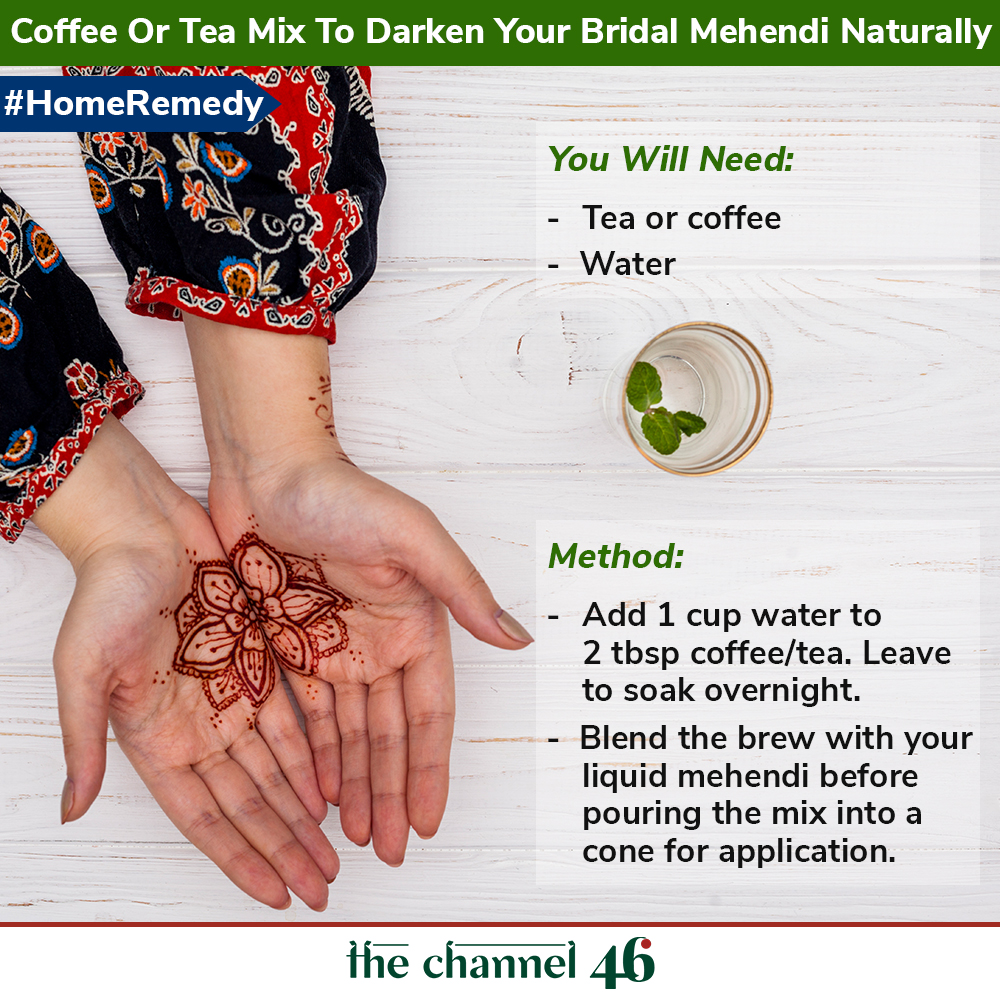 Coffee Or Tea Mix To Darken Your Bridal Mehendi Naturally
#HomeRemedy
You Will Need:
- Tea or coffee
- Water
Method:
- Add 1 cup water to
2 tbsp coffee/tea. Leave
to soak overnight.
- Blend the brew with your
liquid mehendi before
pouring the mix into a
cone for application.
the channel 46